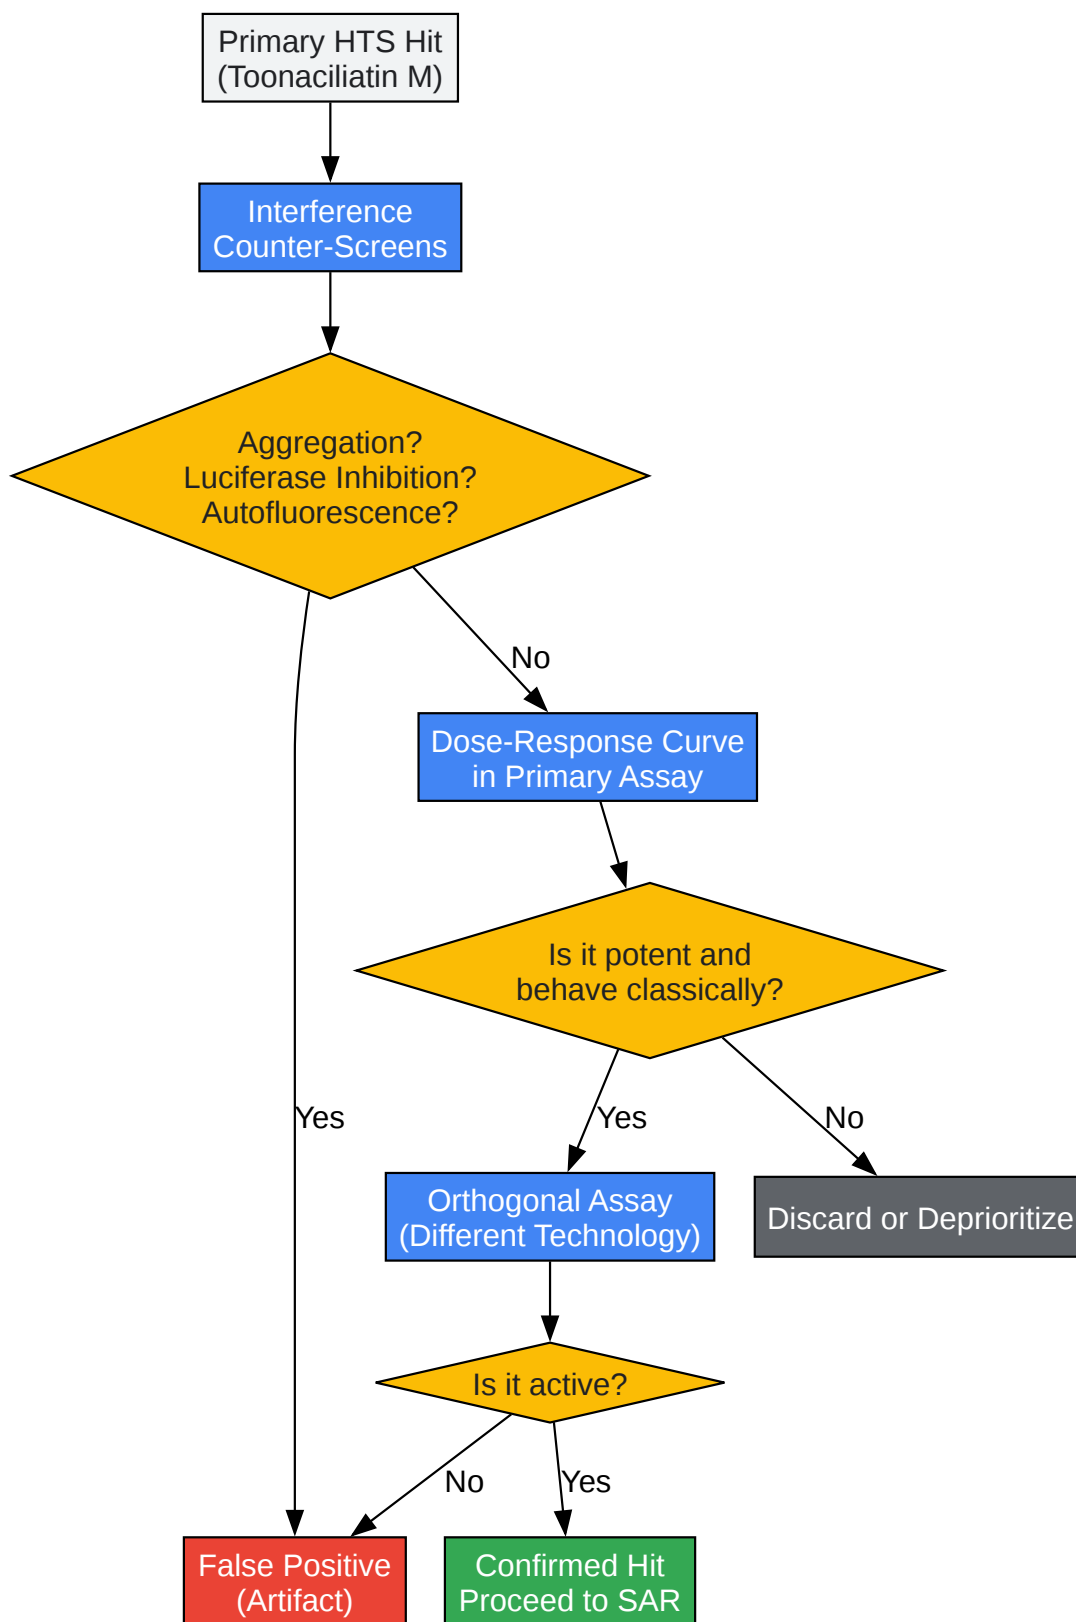 Primary HTS Hit
(Toonaciliatin M)
Interference
Counter-Screens
Aggregation?
Luciferase Inhibition?
Autofluorescence?
No
Dose-Response Curve
in Primary Assay
Is it potent and
behave classically?
Yes
Yes
No
Orthogonal Assay
(Different Technology)
Discard or Deprioritize
Is it active?
No
Yes
False Positive
(Artifact)
Confirmed Hit
Proceed to SAR